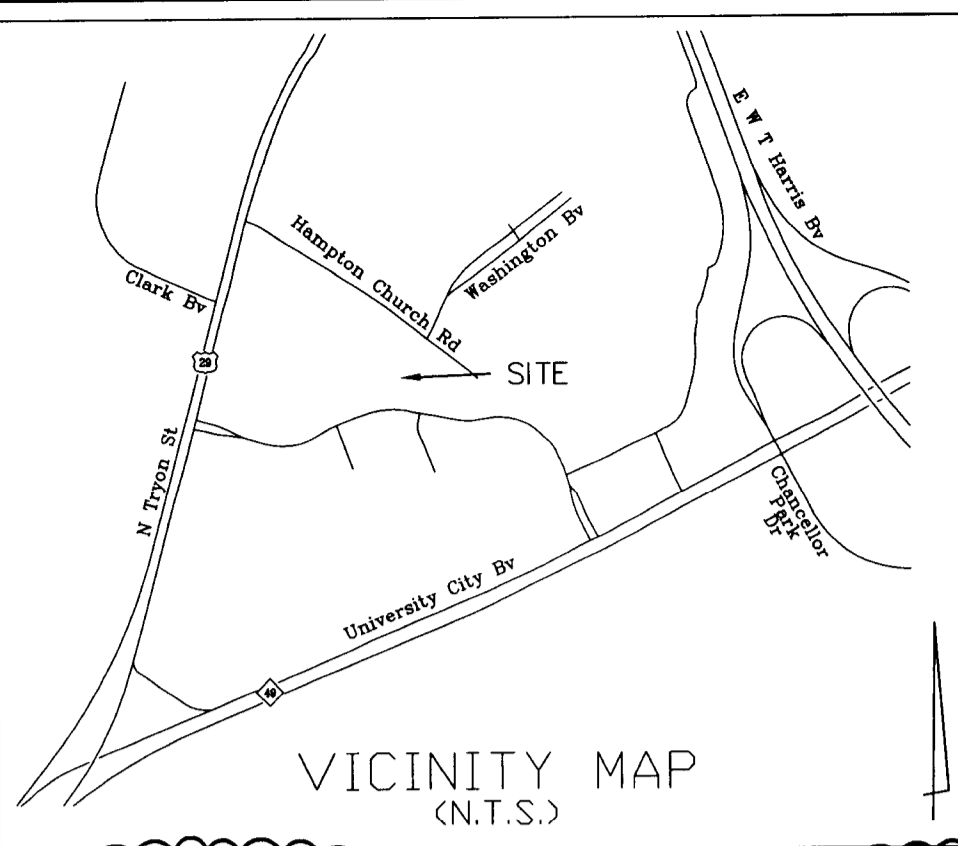 E W T Harris Bv
Hampton Church Rd
Washington Bv
Clark Bv
29
SITE
N Tryon St
Chancellor
Park
Dr
University City Bv
49
VICINITY MAP
(N.T.S.)